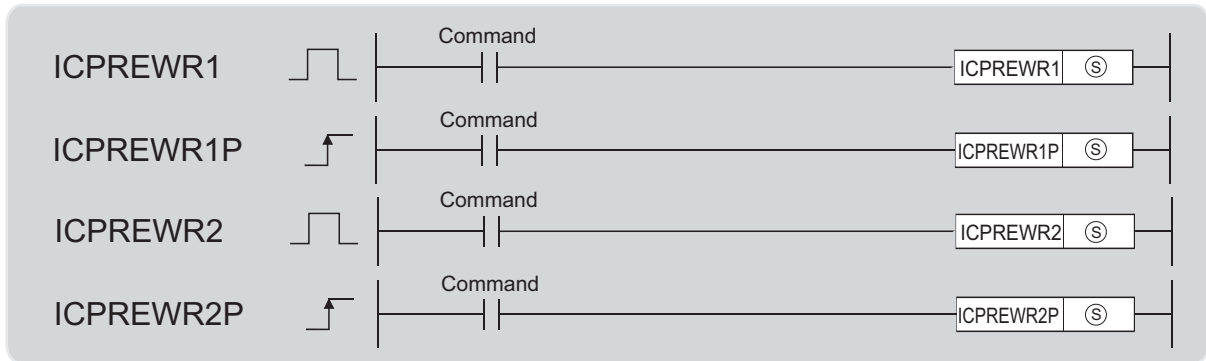 Command
ICPREWR1 ICPREWR1 Ⓢ
Command
ICPREWR1P ICPREWR1P Ⓢ
Command
ICPREWR2 ICPREWR2 Ⓢ
Command
ICPREWR2P ICPREWR2P Ⓢ